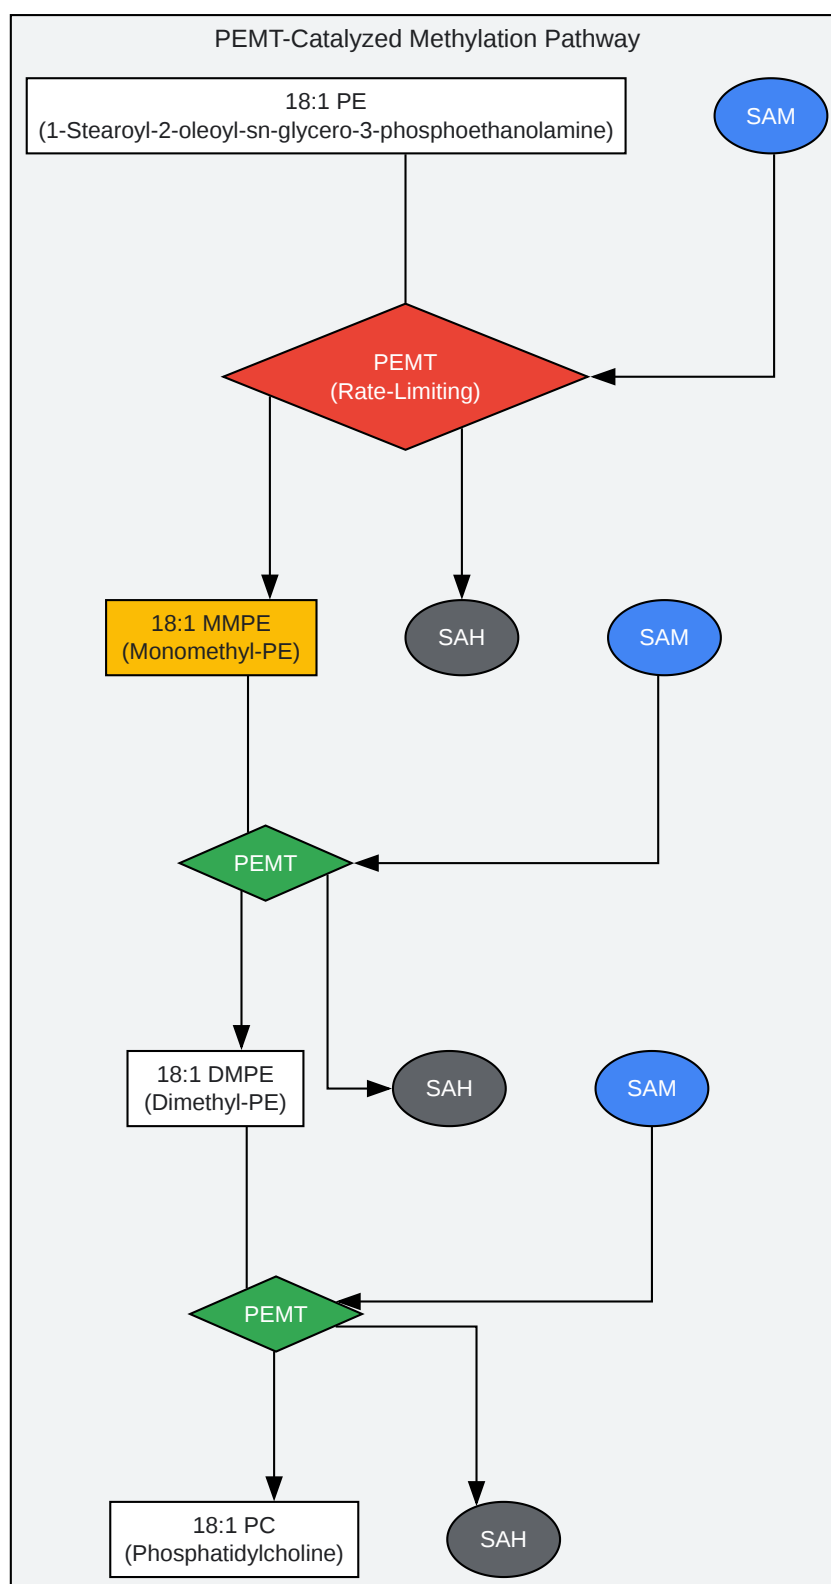 PEMT-Catalyzed Methylation Pathway
18:1 PE
(1-Stearoyl-2-oleoyl-sn-glycero-3-phosphoethanolamine)
SAM
PEMT
(Rate-Limiting)
18:1 MMPE
(Monomethyl-PE)
SAH
SAM
PEMT
18:1 DMPE
(Dimethyl-PE)
SAH
SAM
PEMT
18:1 PC
(Phosphatidylcholine)
SAH